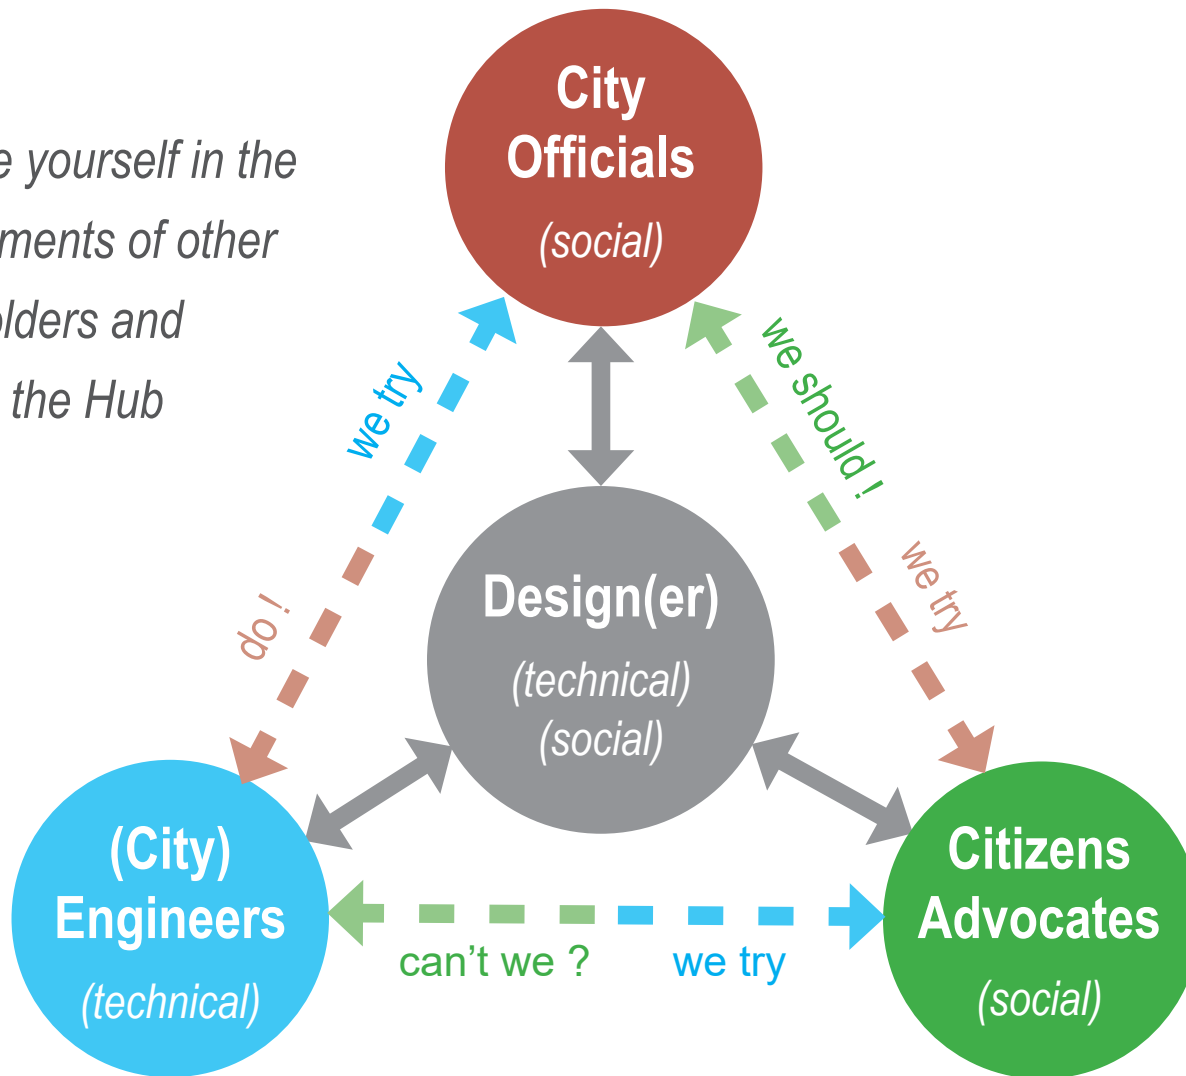 City
Officials
(social)
e yourself in the
ments of other
olders and
the Hub
we try
we should !
do !
we try
Design(er)
(technical)
(social)
(City)
Engineers
(technical)
can't we ?
we try
Citizens
Advocates
(social)